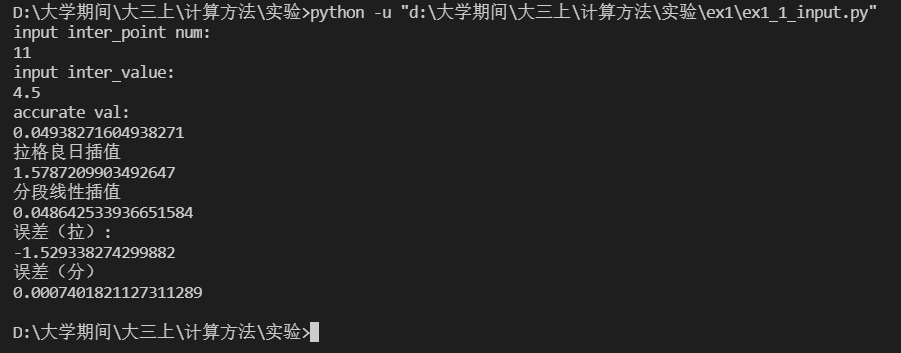 D:\大学期间\大三上\计算方法\实验>python -u "d:\大学期间\大三上\计算方法\实验\ex1\ex1_1_input.py"
input inter_point num:
11
input inter_value:
4.5
accurate val:
0.04938271604938271
拉格良日插值
1.5787209903492647
分段线性插值
0.048642533936651584
误差（拉）:
-1.529338274299882
误差（分）
0.0007401821127311289
D:\大学期间\大三上\计算方法\实验>